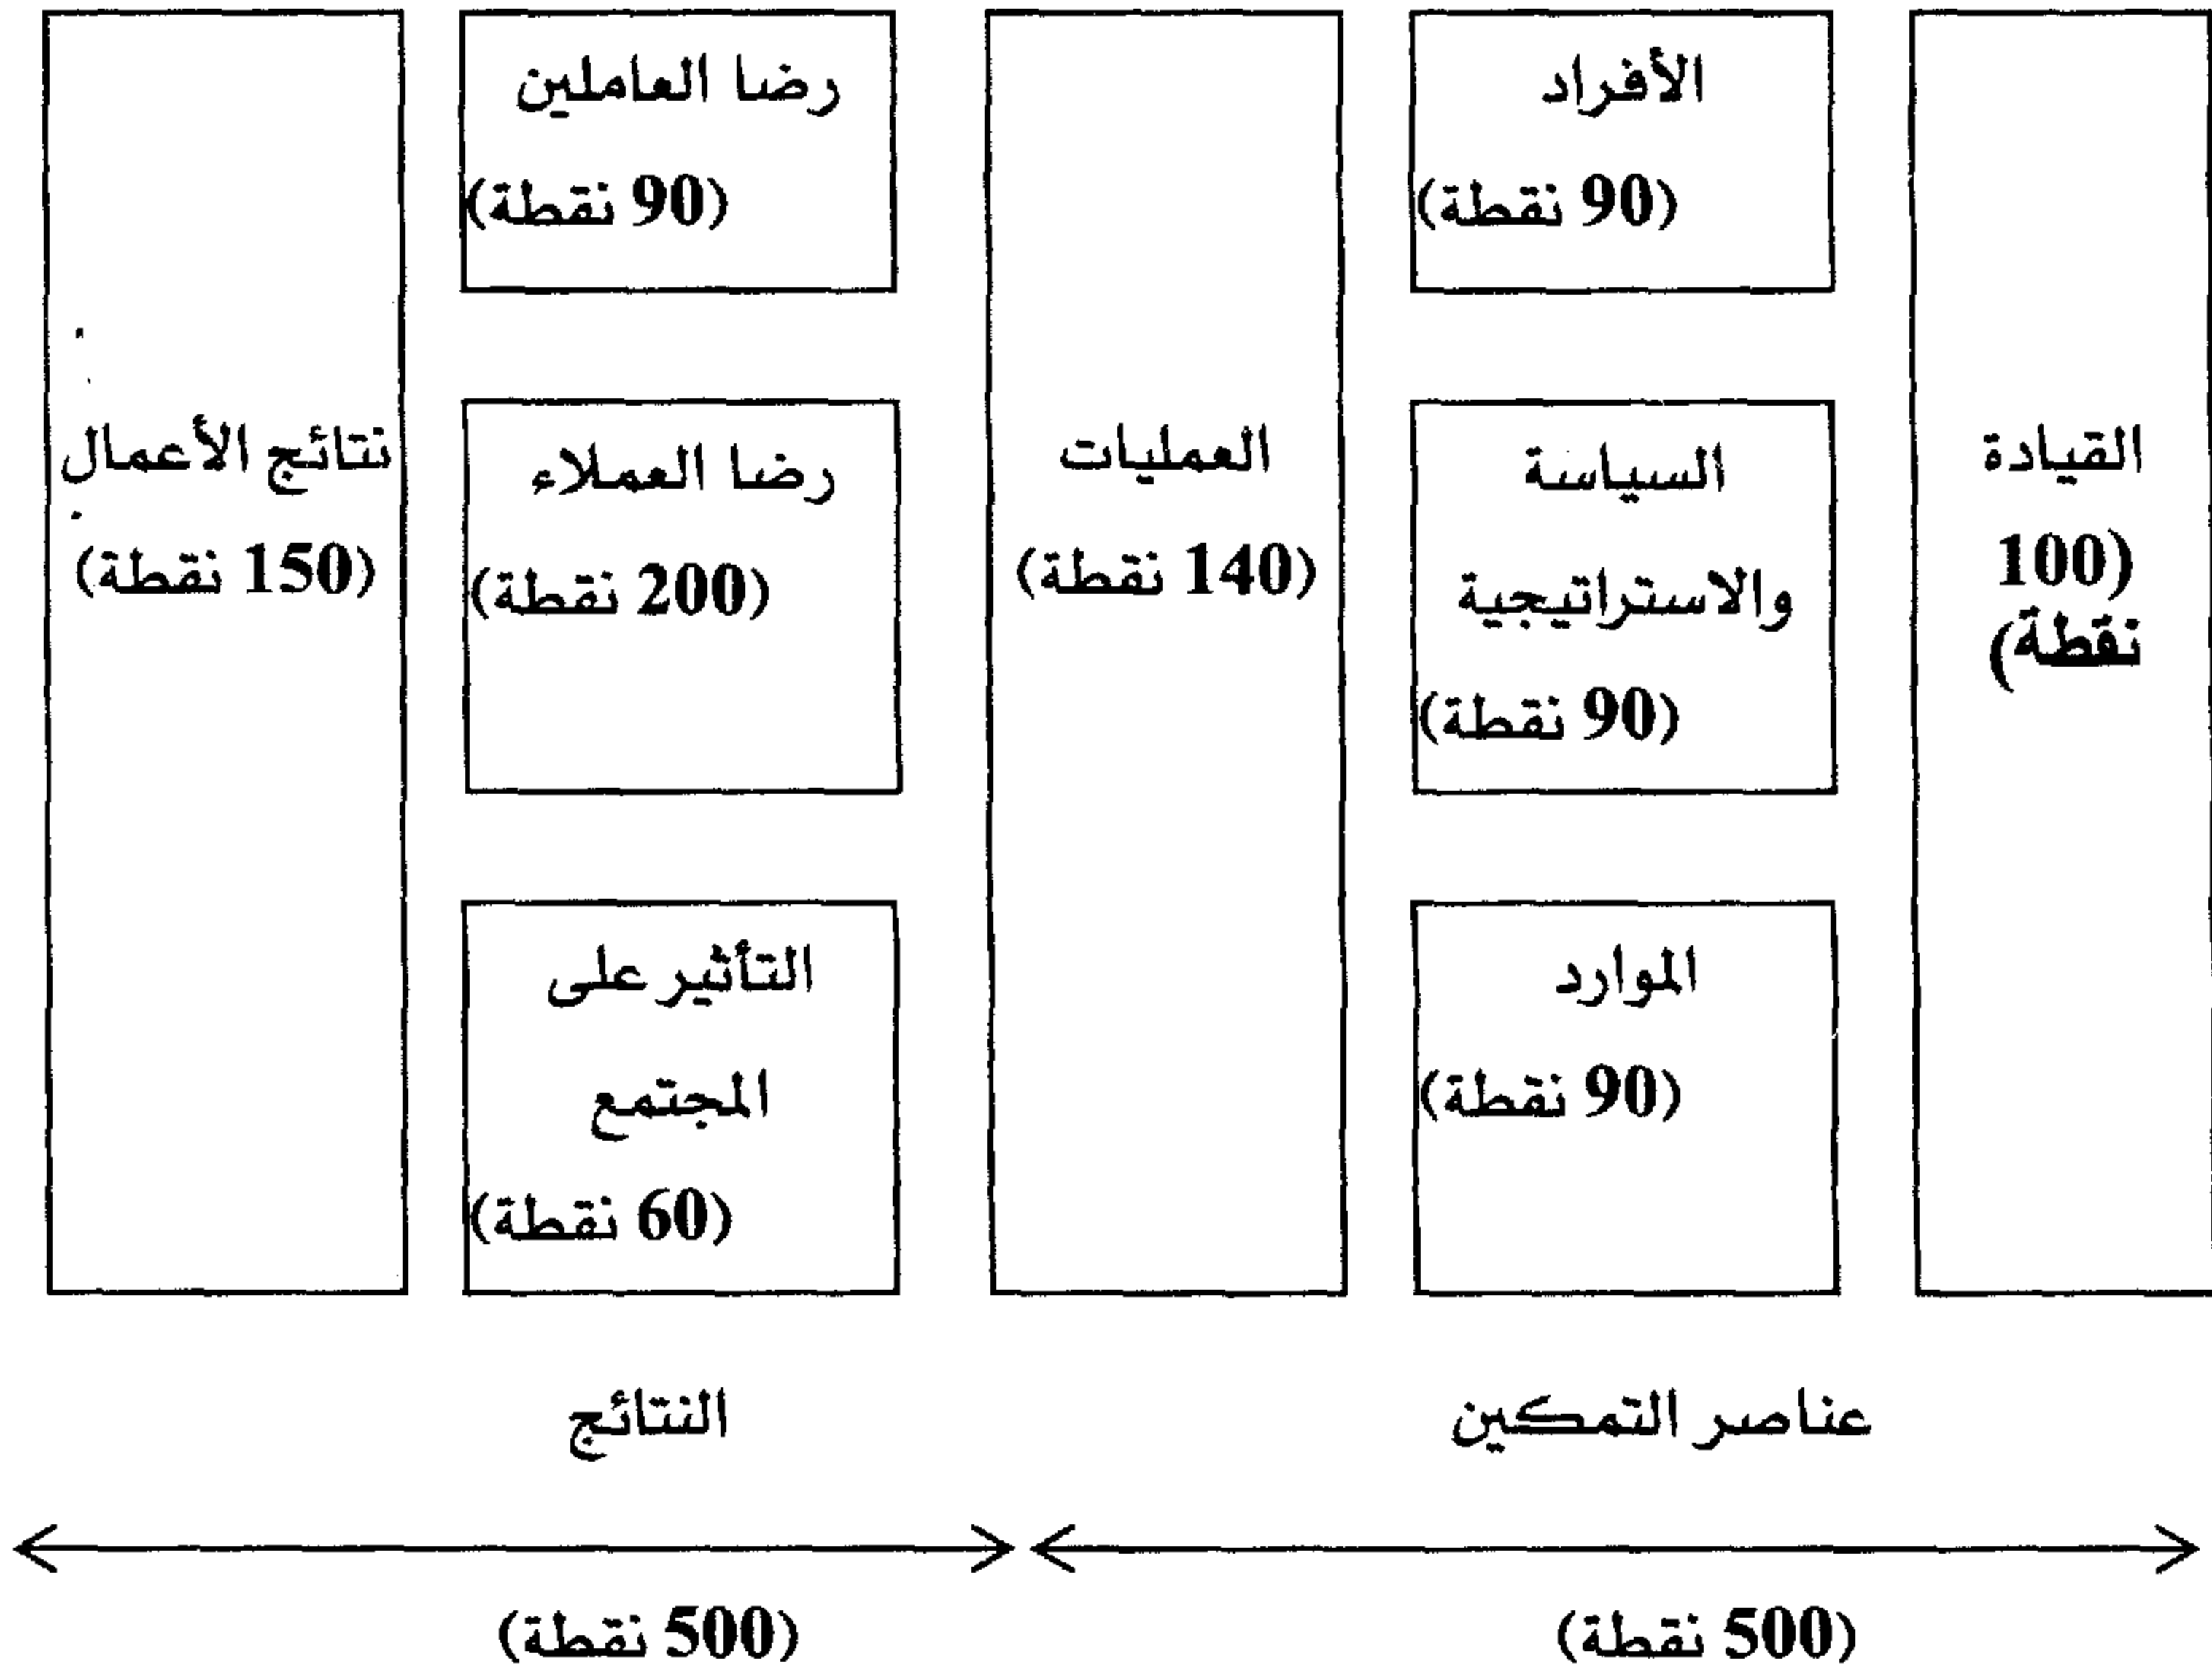 القيادة
(100
نقطة)
الأفراد
(90 نقطة)
السياسة
والاستراتيجية
(90 نقطة)
الموارد
(90 نقطة)
العمليات
(140 نقطة)
رضا العاملين
(90 نقطة)
رضا العملاء
(200 نقطة)
التأثير على
المجتمع
(60 نقطة)
نتائج الأعمال
(150 نقطة)
عناصر التمكين
(500 نقطة)
النتائج
(500 نقطة)